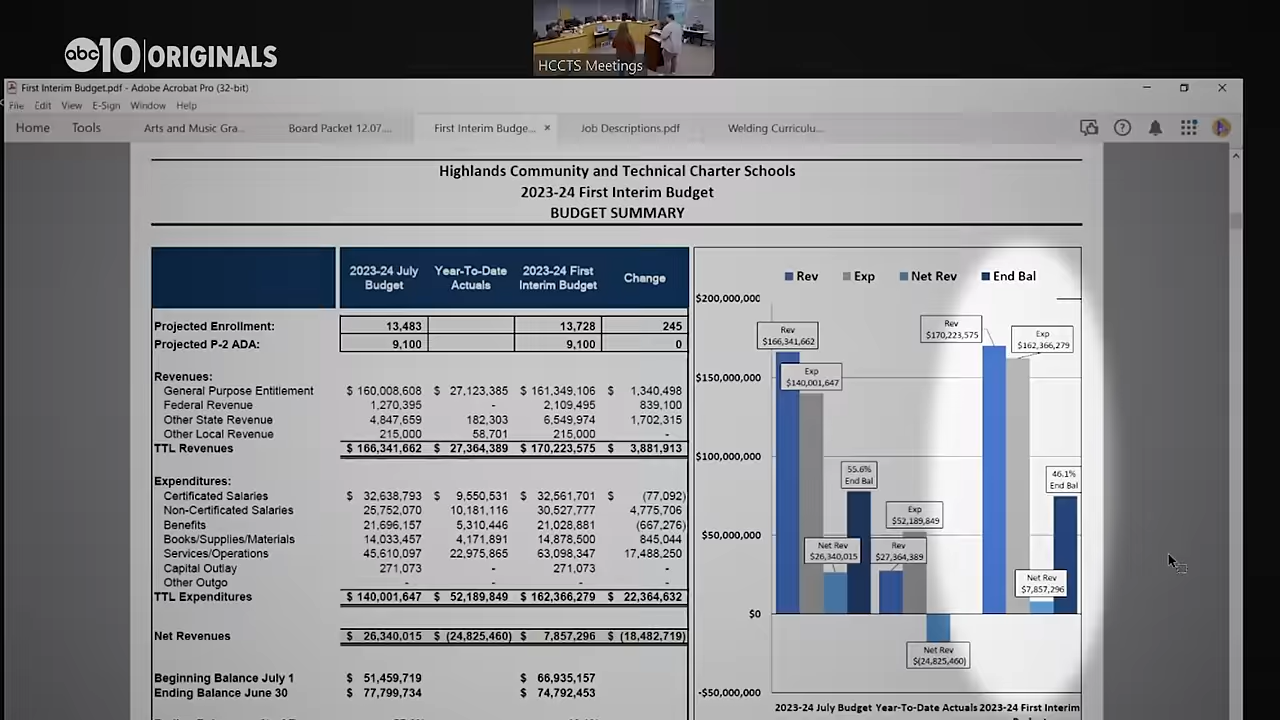 abc10 ORIGINALS
HCCTS Meetings
First Interim Budget.pdf - Adobe Acrobat Pro (32-bit)
File Edit View E-Sign Window Help
Home Tools Arts and Music Gra... Board Packet 12.07.... First Interim Budge... × Job Descriptions.pdf Welding Curriculu...
Highlands Community and Technical Charter Schools
2023-24 First Interim Budget
BUDGET SUMMARY
2023-24 July Budget Year-To-Date Actuals 2023-24 First Interim Budget Change
Projected Enrollment: 13,483 13,728 245
Projected P-2 ADA: 9,100 9,100 0
Revenues:
General Purpose Entitlement $ 160,008,608 $ 27,123,385 $ 161,349,106 $ 1,340,498
Federal Revenue 1,270,395 - 2,109,495 839,100
Other State Revenue 4,847,659 182,303 6,549,974 1,702,315
Other Local Revenue 215,000 58,701 215,000 -
TTL Revenues $ 166,341,662 $ 27,364,389 $ 170,223,575 $ 3,881,913
Expenditures:
Certificated Salaries $ 32,638,793 $ 9,550,531 $ 32,561,701 $ (77,092)
Non-Certificated Salaries 25,752,070 10,181,116 30,527,777 4,775,706
Benefits 21,696,157 5,310,446 21,028,881 (667,276)
Books/Supplies/Materials 14,033,457 4,171,891 14,878,500 845,044
Services/Operations 45,610,097 22,975,865 63,098,347 17,488,250
Capital Outlay 271,073 - 271,073 -
Other Outgo - - - -
TTL Expenditures $ 140,001,647 $ 52,189,849 $ 162,366,279 $ 22,364,632
Net Revenues $ 26,340,015 $ (24,825,460) $ 7,857,296 $ (18,482,719)
Beginning Balance July 1 $ 51,459,719 $ 66,935,157
Ending Balance June 30 $ 77,799,734 $ 74,792,453
Rev Exp Net Rev End Bal
$200,000,000
$150,000,000
$100,000,000
$50,000,000
$0
-$50,000,000
Rev
$166,341,662
Exp
$140,001,647
Net Rev
$26,340,015
55.6%
End Bal
Rev
$27,364,389
Exp
$52,189,849
Net Rev
$(24,825,460)
Rev
$170,223,575
Exp
$162,366,279
Net Rev
$7,857,296
46.1%
End Bal
2023-24 July Budget Year-To-Date Actuals 2023-24 First Interim